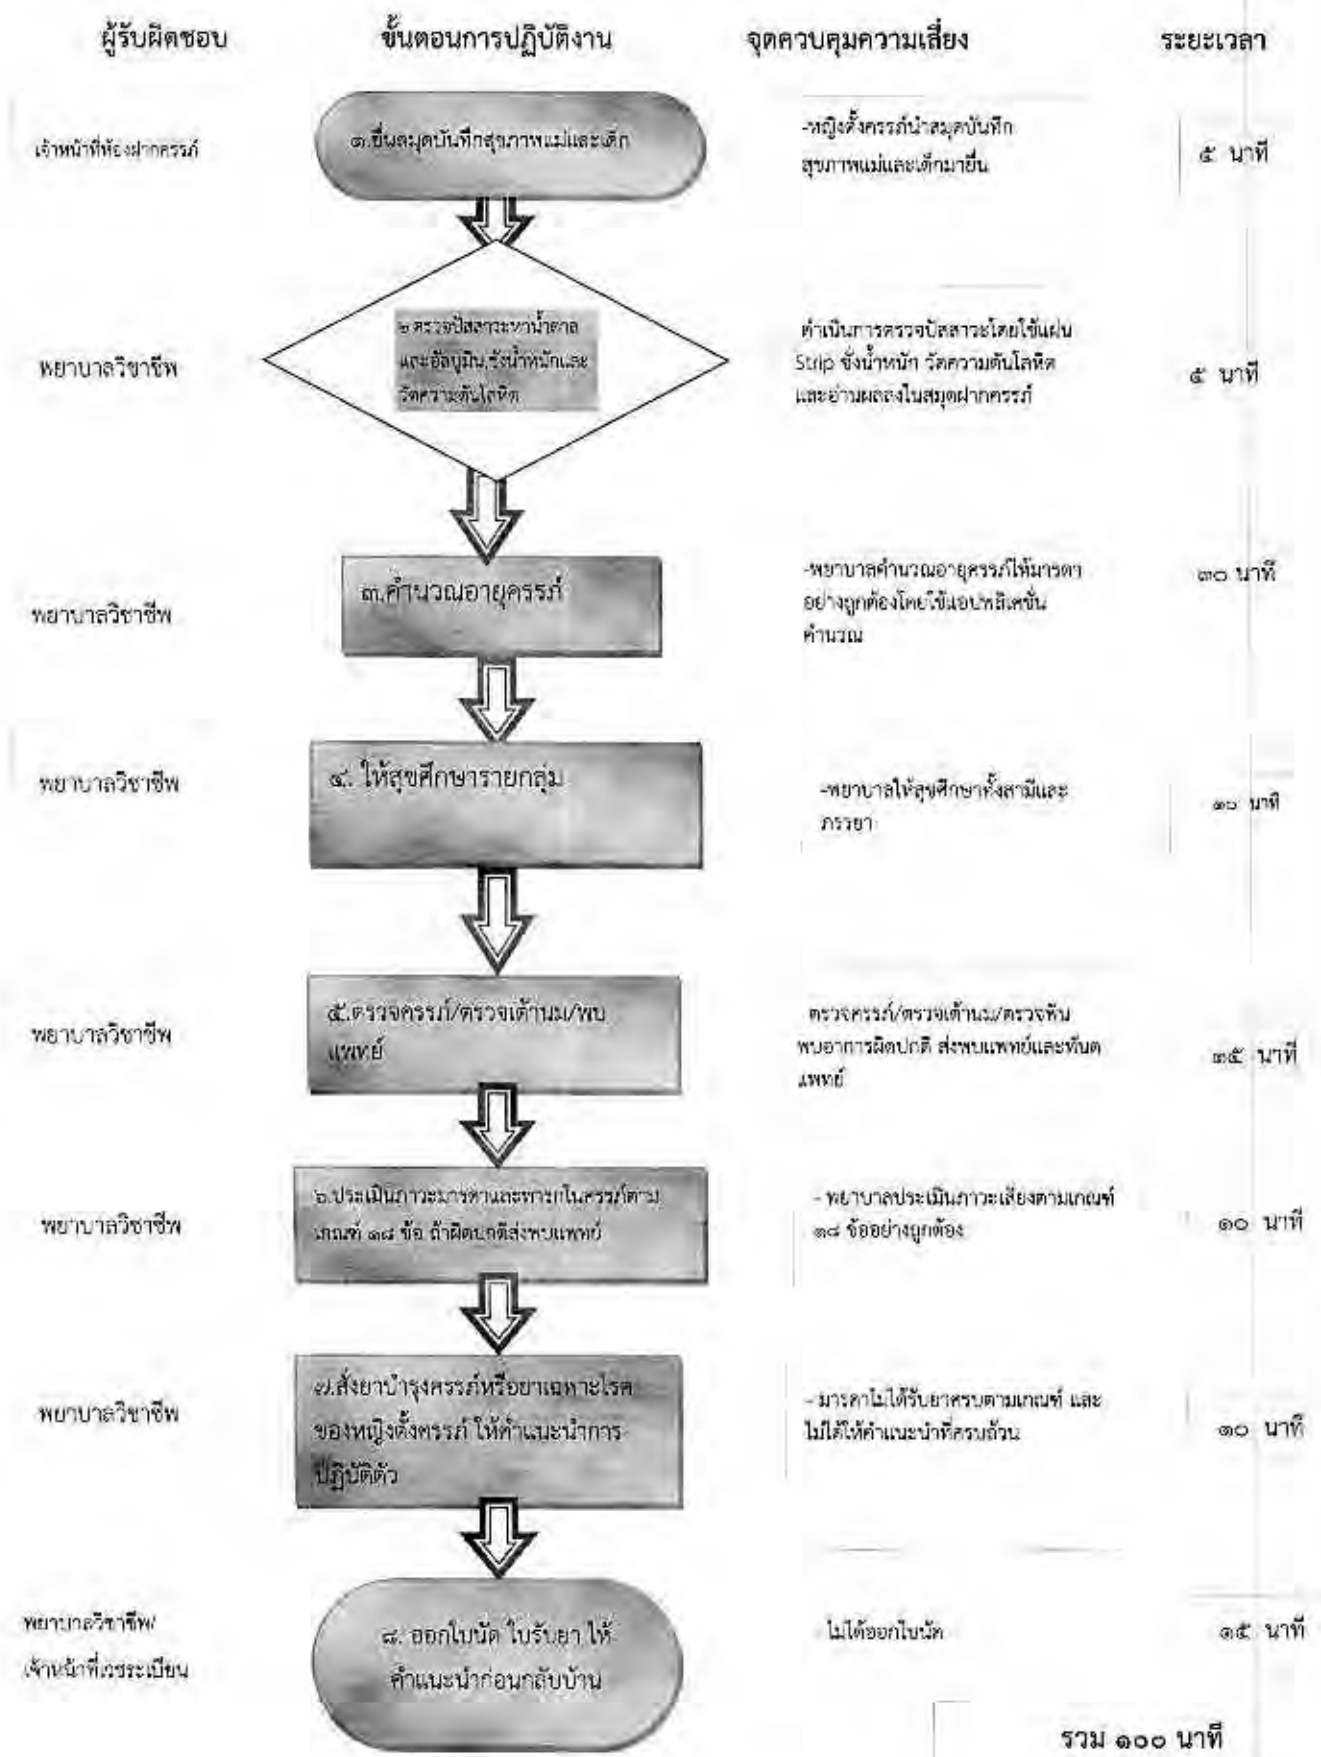 ผู้รับผิดชอบ ขั้นตอนการปฏิบัติงาน จุดควบคุมความเสี่ยง ระยะเวลา
เจ้าหน้าที่ห้องฝากครรภ์
๑.ยื่นสมุดบันทึกสุขภาพแม่และเด็ก
-หญิงตั้งครรภ์นำสมุดบันทึก
สุขภาพแม่และเด็กมายื่น
๕ นาที
พยาบาลวิชาชีพ
๒ ตรวจปัสสาวะหาน้ำตาล
และอัลบูมิน,ชั่งน้ำหนักและ
วัดความดันโลหิต
ดำเนินการตรวจปัสสาวะโดยใช้แผ่น
Strip ชั่งน้ำหนัก วัดความดันโลหิต
และอ่านผลลงในสมุดฝากครรภ์
๕ นาที
พยาบาลวิชาชีพ
๓.คำนวณอายุครรภ์
-พยาบาลคำนวณอายุครรภ์ให้มารดา
อย่างถูกต้องโดยใช้แอปพลิเคชั่น
คำนวณ
๓๐ นาที
พยาบาลวิชาชีพ
๔. ให้สุขศึกษารายกลุ่ม
-พยาบาลให้สุขศึกษาทั้งสามีและ
ภรรยา
๑๐ นาที
พยาบาลวิชาชีพ
๕.ตรวจครรภ์/ตรวจเต้านม/พบ
แพทย์
ตรวจครรภ์/ตรวจเต้านม/ตรวจฟัน
พบอาการผิดปกติ ส่งพบแพทย์และทันต
แพทย์
๓๕ นาที
พยาบาลวิชาชีพ
๖.ประเมินภาวะมารดาและทารกในครรภ์ตาม
เกณฑ์ ๑๘ ข้อ ถ้าผิดปกติส่งพบแพทย์
- พยาบาลประเมินภาวะเสี่ยงตามเกณฑ์
๑๘ ข้ออย่างถูกต้อง
๑๐ นาที
พยาบาลวิชาชีพ
๗.สั่งยาบำรุงครรภ์หรือยาเฉพาะโรค
ของหญิงตั้งครรภ์ ให้คำแนะนำการ
ปฏิบัติตัว
- มารดาไม่ได้รับยาครบตามเกณฑ์ และ
ไม่ได้ให้คำแนะนำที่ครบถ้วน
๑๐ นาที
พยาบาลวิชาชีพ/
เจ้าหน้าที่เวชระเบียน
๘. ออกใบนัด ใบรับยา ให้
คำแนะนำก่อนกลับบ้าน
- ไม่ได้ออกใบนัด
๑๕ นาที
รวม ๑๐๐ นาที